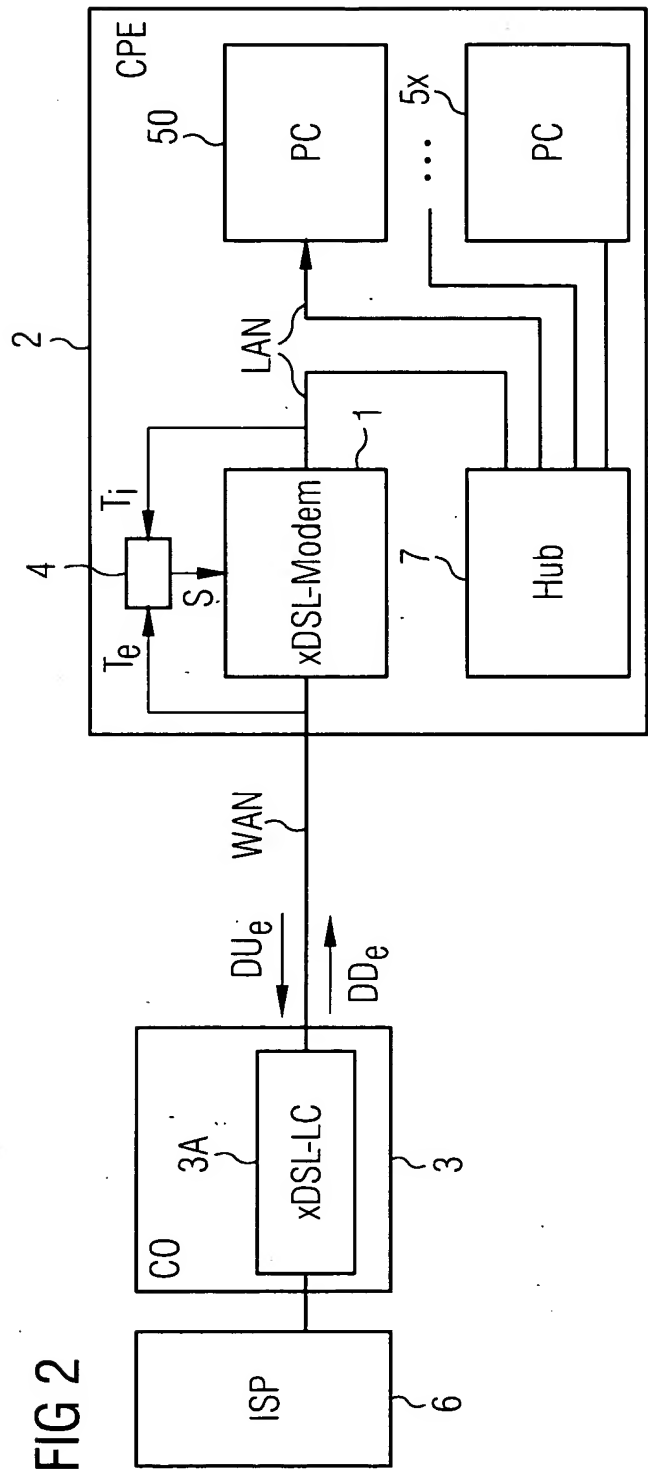 FIG 2
ISP
6
CO
3A
xDSL-LC
3
DUe
DDe
WAN
2
CPE
4
Te
Ti
S
xDSL-Modem
1
LAN
7
Hub
50
PC
5x
PC